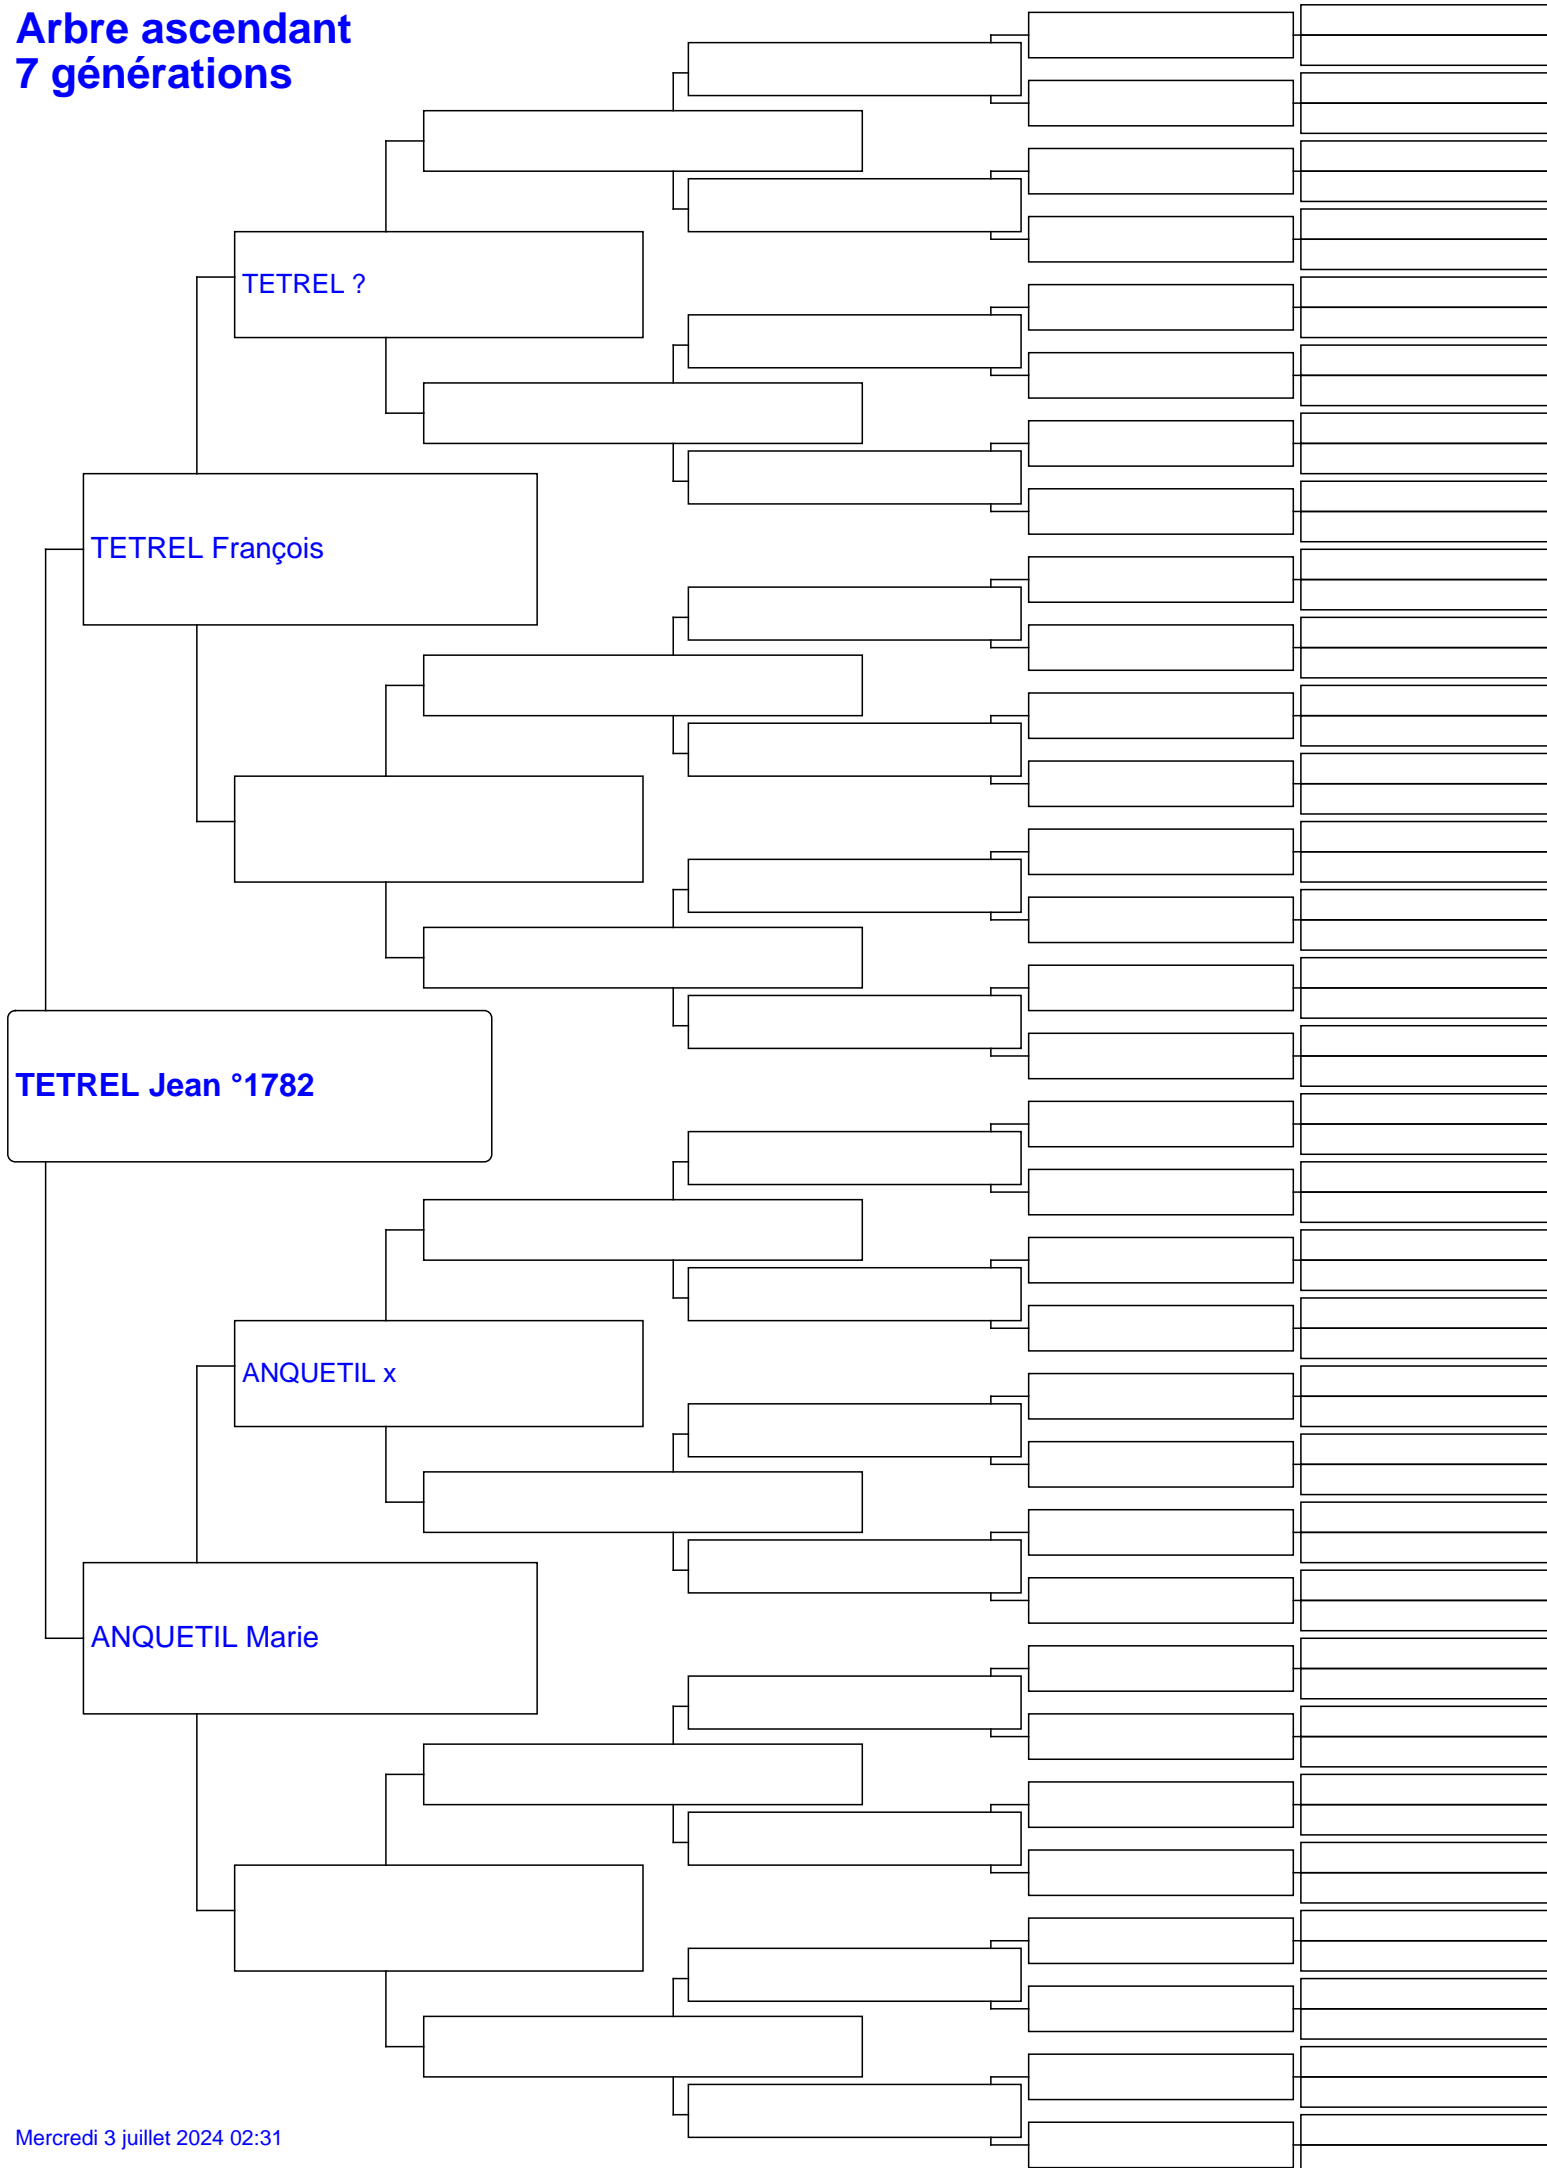 Arbre ascendant
7 générations
TETREL ?
TETREL François
TETREL Jean °1782
ANQUETIL x
ANQUETIL Marie
Mercredi 3 juillet 2024 02:31